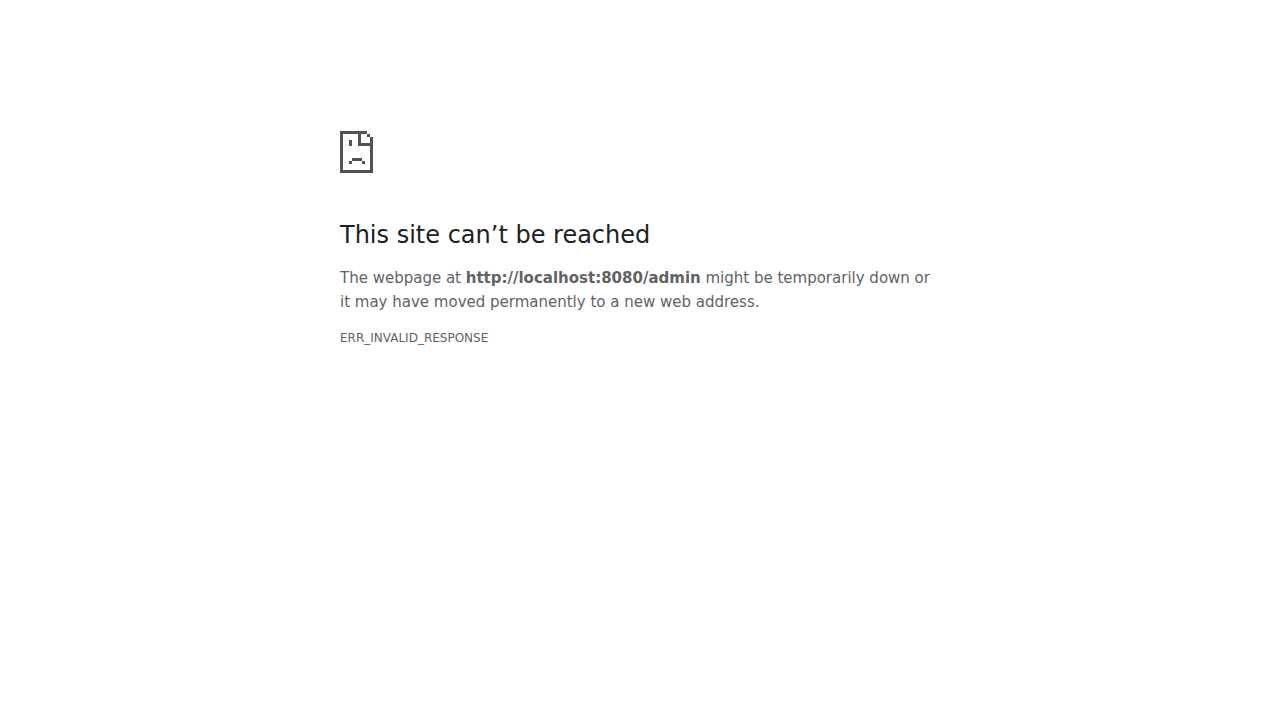 This site can’t be reached
The webpage at http://localhost:8080/admin might be temporarily down or
it may have moved permanently to a new web address.
ERR_INVALID_RESPONSE